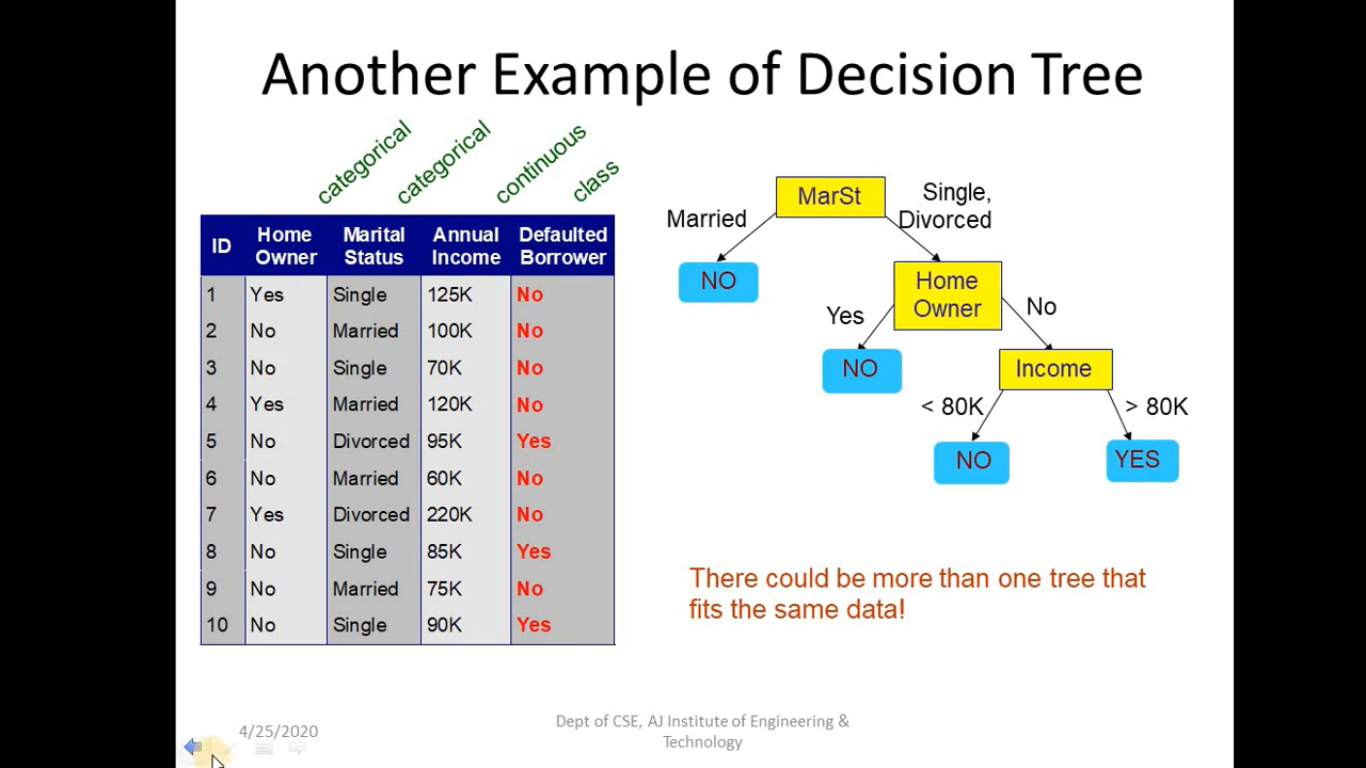 Another Example of Decision Tree
categorical
categorical
continuous
class
ID Home Owner Marital Status Annual Income Defaulted Borrower
1 Yes Single 125K No
2 No Married 100K No
3 No Single 70K No
4 Yes Married 120K No
5 No Divorced 95K Yes
6 No Married 60K No
7 Yes Divorced 220K No
8 No Single 85K Yes
9 No Married 75K No
10 No Single 90K Yes
MarSt
Married
Single,
Divorced
NO
Home
Owner
Yes
No
NO
Income
< 80K
> 80K
NO
YES
There could be more than one tree that
fits the same data!
4/25/2020
Dept of CSE, AJ Institute of Engineering &
Technology